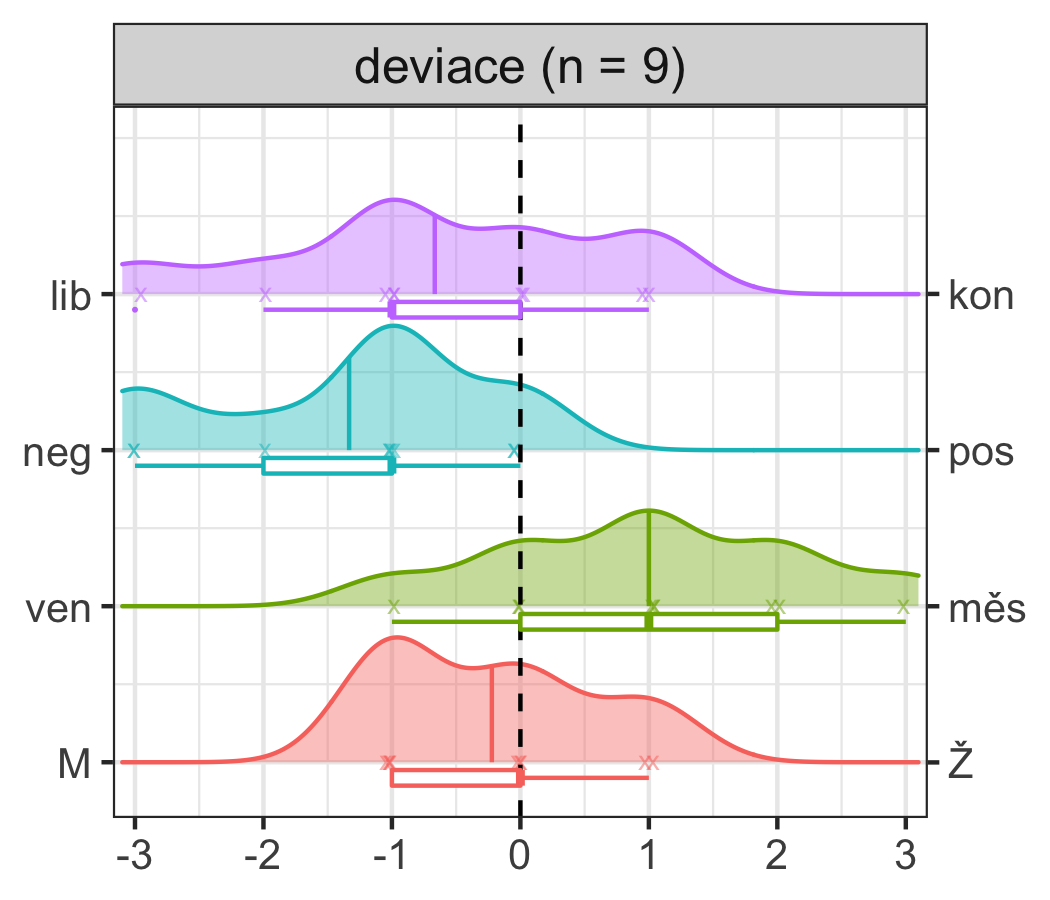 deviace (n = 9)
lib kon
neg pos
ven měs
M Ž
-3 -2 -1 0 1 2 3